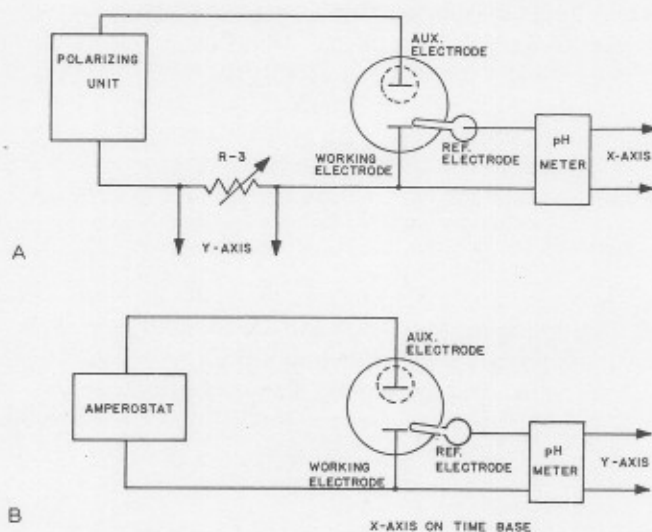 AUX.
ELECTRODE
POLARIZING
UNIT
R-3
WORKING
ELECTRODE
REF.
ELECTRODE
pH
METER
X-AXIS
Y-AXIS
A
AUX.
ELECTRODE
AMPEROSTAT
WORKING
ELECTRODE
REF.
ELECTRODE
pH
METER
Y-AXIS
B
X-AXIS ON TIME BASE